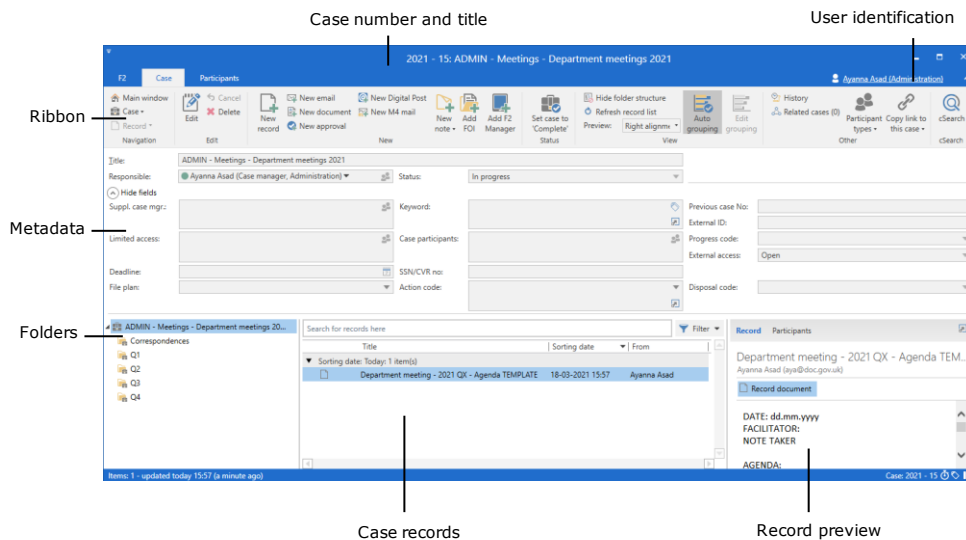 Case number and title
User identification
2021 - 15: ADMIN - Meetings - Department meetings 2021
F2 Case Participants
Ayanna Asad (Administration)
Ribbon
Main window
Case
Record
Navigation
Edit
Cancel
Delete
Edit
New record
New email
New document
New approval
New Digital Post
New M4 mail
New note
Add FOI
Add F2 Manager
New
Set case to 'Complete'
Status
Hide folder structure
Refresh record list
Preview: Right alignme
Auto grouping
Edit grouping
View
History
Related cases (0)
Participant types
Copy link to this case
Other
cSearch
cSearch
Metadata
Title: ADMIN - Meetings - Department meetings 2021
Responsible: Ayanna Asad (Case manager, Administration) Status: In progress
Hide fields
Suppl. case mgr.: Keyword: Previous case No:
External ID:
Limited access: Case participants: Progress code:
External access: Open
Deadline: SSN/CVR no:
File plan: Action code: Disposal code:
Folders
ADMIN - Meetings - Department meetings 20...
Correspondences
Q1
Q2
Q3
Q4
Search for records here
Filter
Title Sorting date From
Sorting date: Today: 1 item(s)
Department meeting - 2021 QX - Agenda TEMPLATE 18-03-2021 15:57 Ayanna Asad
Record Participants
Department meeting - 2021 QX - Agenda TEM...
Ayanna Asad (aya@doc.gov.uk)
Record document
DATE: dd.mm.yyyy
FACILITATOR:
NOTE TAKER
AGENDA:
Items: 1 - updated today 15:57 (a minute ago)
Case: 2021 - 15
Case records
Record preview